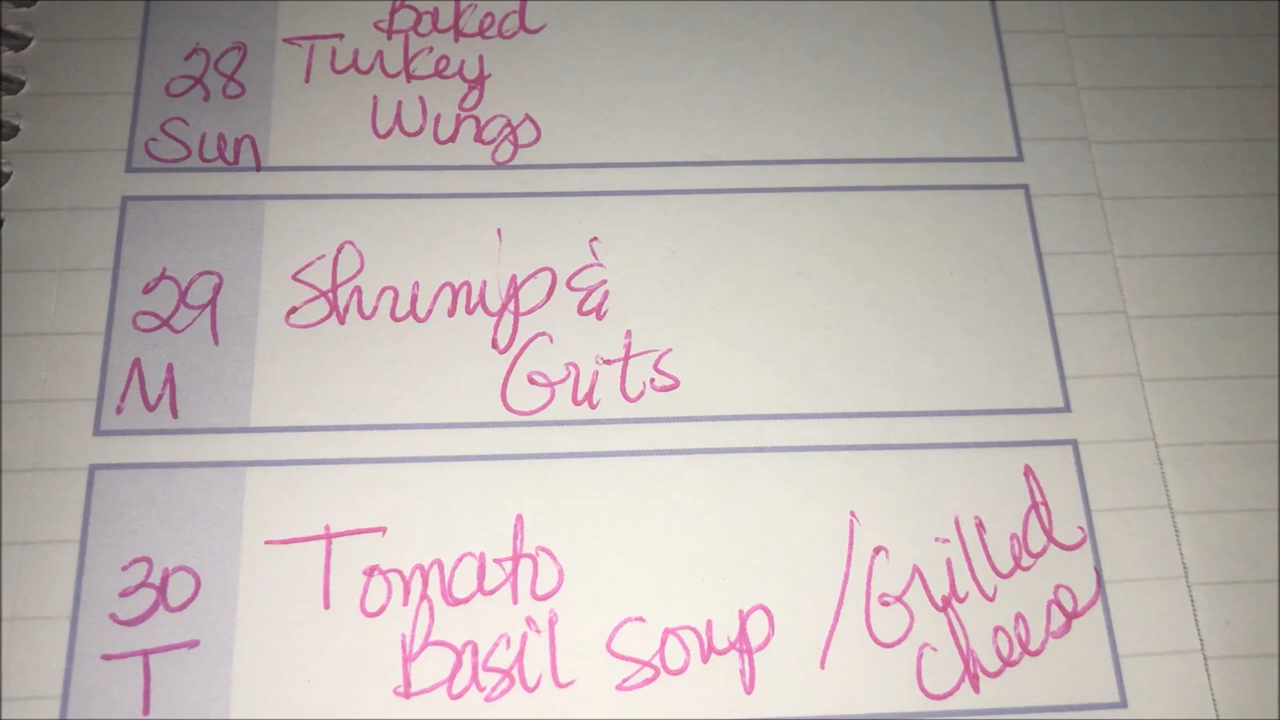 Baked
28 Turkey
Sun Wings
29 Shrimp &
Grits
M
30 Tomato
Basil Soup / Grilled
Cheese
T